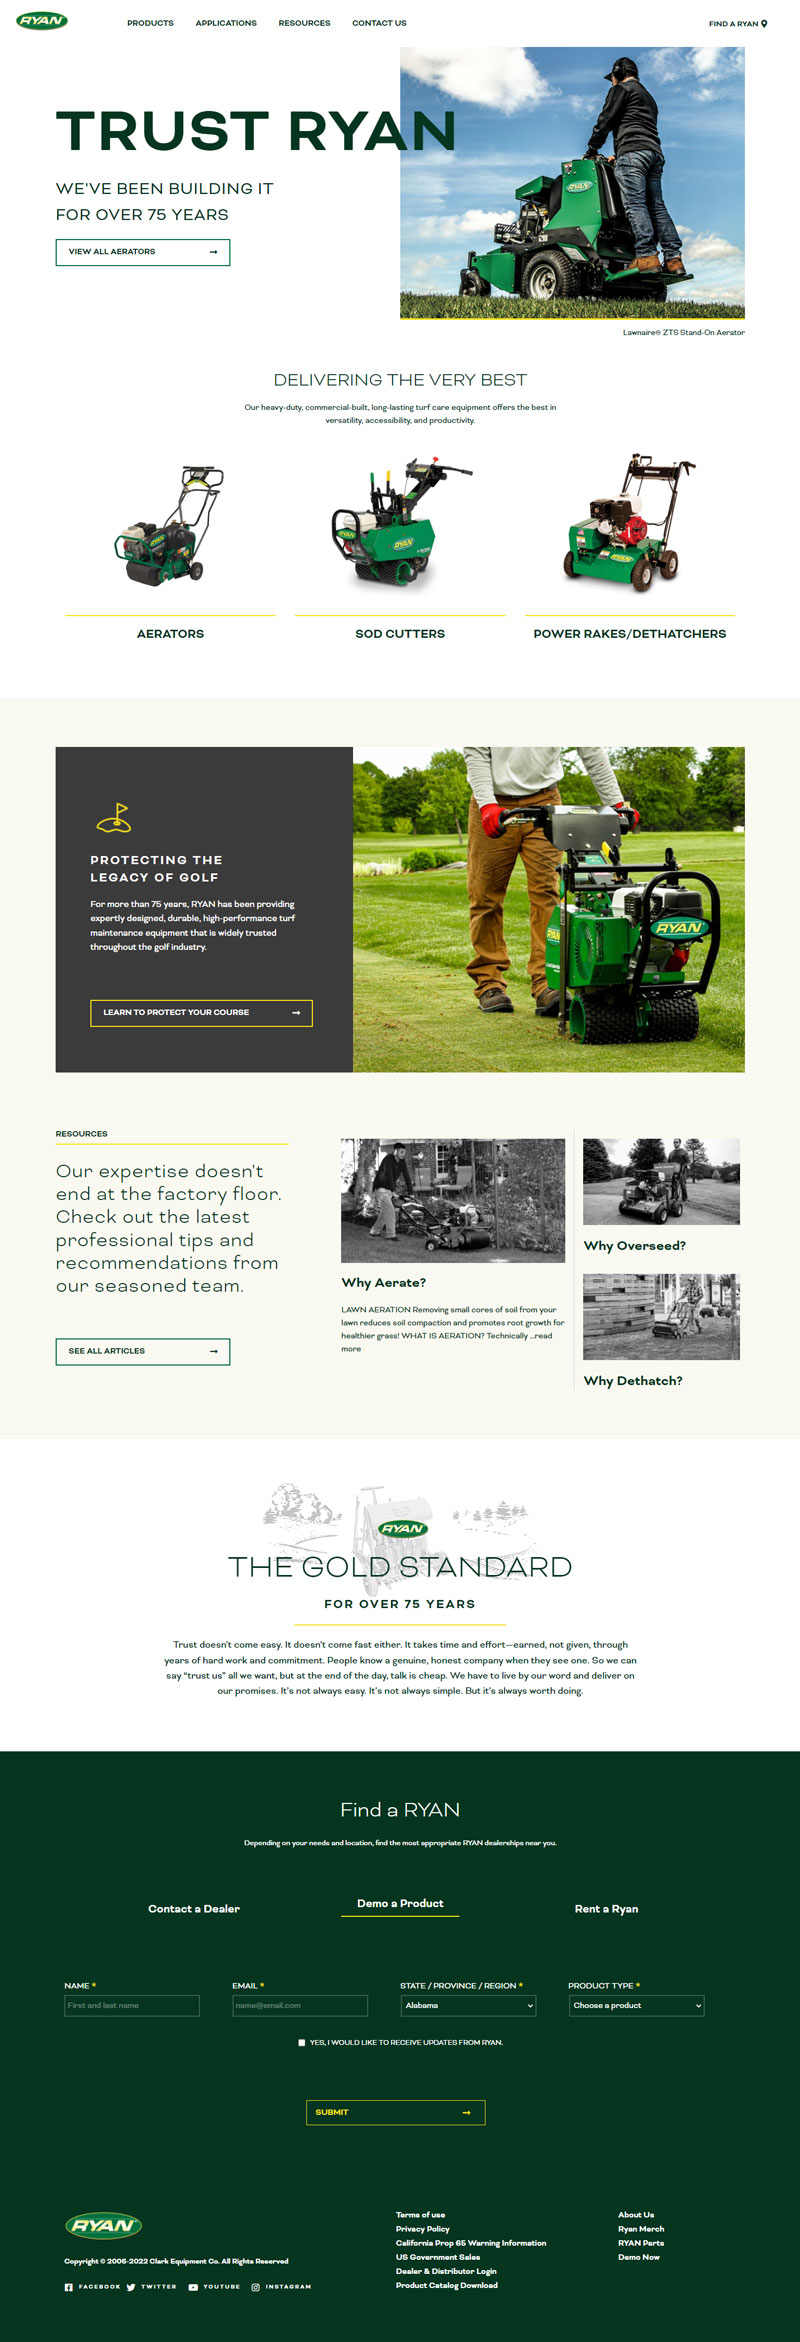 RYAN
PRODUCTS APPLICATIONS RESOURCES CONTACT US FIND A RYAN
TRUST RYAN
WE'VE BEEN BUILDING IT
FOR OVER 75 YEARS
VIEW ALL AERATORS
RYAN
Lawnaire® ZTS Stand-On Aerator
DELIVERING THE VERY BEST
Our heavy-duty, commercial-built, long-lasting turf care equipment offers the best in
versatility, accessibility, and productivity.
RYAN
RYAN
RYAN
RYAN
AERATORS
SOD CUTTERS
POWER RAKES/DETHATCHERS
PROTECTING THE
LEGACY OF GOLF
For more than 75 years, RYAN has been providing
expertly designed, durable, high-performance turf
maintenance equipment that is widely trusted
throughout the golf industry.
LEARN TO PROTECT YOUR COURSE
RYAN
RYAN
RESOURCES
Our expertise doesn't
end at the factory floor.
Check out the latest
professional tips and
recommendations from
our seasoned team.
SEE ALL ARTICLES
Why Aerate?
LAWN AERATION Removing small cores of soil from your
lawn reduces soil compaction and promotes root growth for
healthier grass! WHAT IS AERATION? Technically ...read
more
Why Overseed?
Why Dethatch?
RYAN
THE GOLD STANDARD
FOR OVER 75 YEARS
Trust doesn't come easy. It doesn't come fast either. It takes time and effort—earned, not given, through
years of hard work and commitment. People know a genuine, honest company when they see one. So we can
say "trust us" all we want, but at the end of the day, talk is cheap. We have to live by our word and deliver on
our promises. It's not always easy. It's not always simple. But it's always worth doing.
Find a RYAN
Depending on your needs and location, find the most appropriate RYAN dealerships near you.
Contact a Dealer
Demo a Product
Rent a Ryan
NAME *
First and last name
EMAIL *
name@email.com
STATE / PROVINCE / REGION *
Alabama
PRODUCT TYPE *
Choose a product
YES, I WOULD LIKE TO RECEIVE UPDATES FROM RYAN.
SUBMIT
RYAN
Copyright © 2006-2022 Clark Equipment Co. All Rights Reserved
FACEBOOK TWITTER YOUTUBE INSTAGRAM
Terms of use
Privacy Policy
California Prop 65 Warning Information
US Government Sales
Dealer & Distributor Login
Product Catalog Download
About Us
Ryan Merch
RYAN Parts
Demo Now